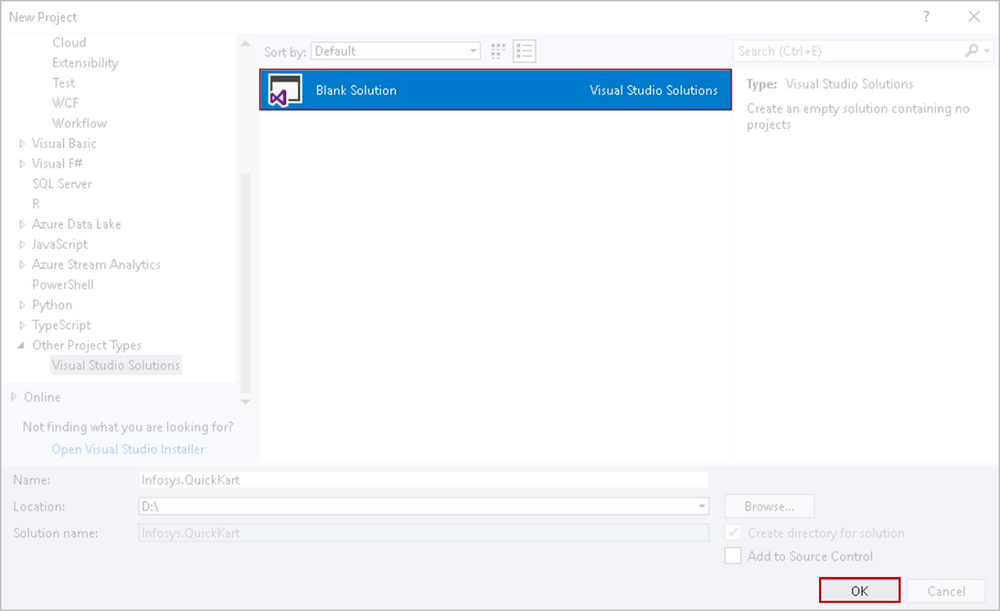 New Project
?
Cloud
Extensibility
Test
WCF
Workflow
Visual Basic
Visual F#
SQL Server
R
Azure Data Lake
JavaScript
Azure Stream Analytics
PowerShell
Python
TypeScript
Other Project Types
Visual Studio Solutions
Online
Not finding what you are looking for?
Open Visual Studio Installer
Sort by: Default
Blank Solution Visual Studio Solutions
Search (Ctrl+E)
Type: Visual Studio Solutions
Create an empty solution containing no
projects
Name: Infosys.QuickKart
Location: D:\
Browse...
Solution name: Infosys.QuickKart
Create directory for solution
Add to Source Control
OK
Cancel